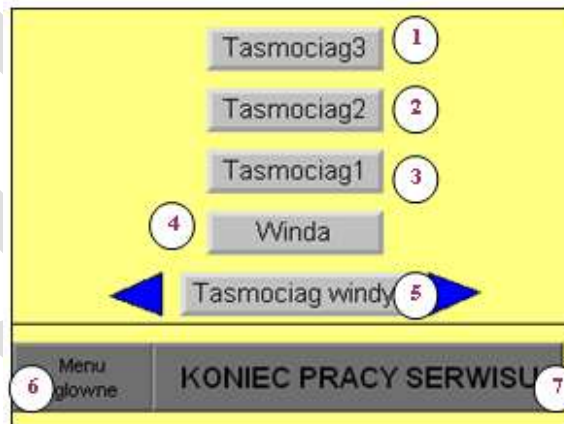 Tasmociag3
1
Tasmociag2
2
Tasmociag1
3
4
Winda
Tasmociag windy
5
Menu
glowne
6
KONIEC PRACY SERWISU
7